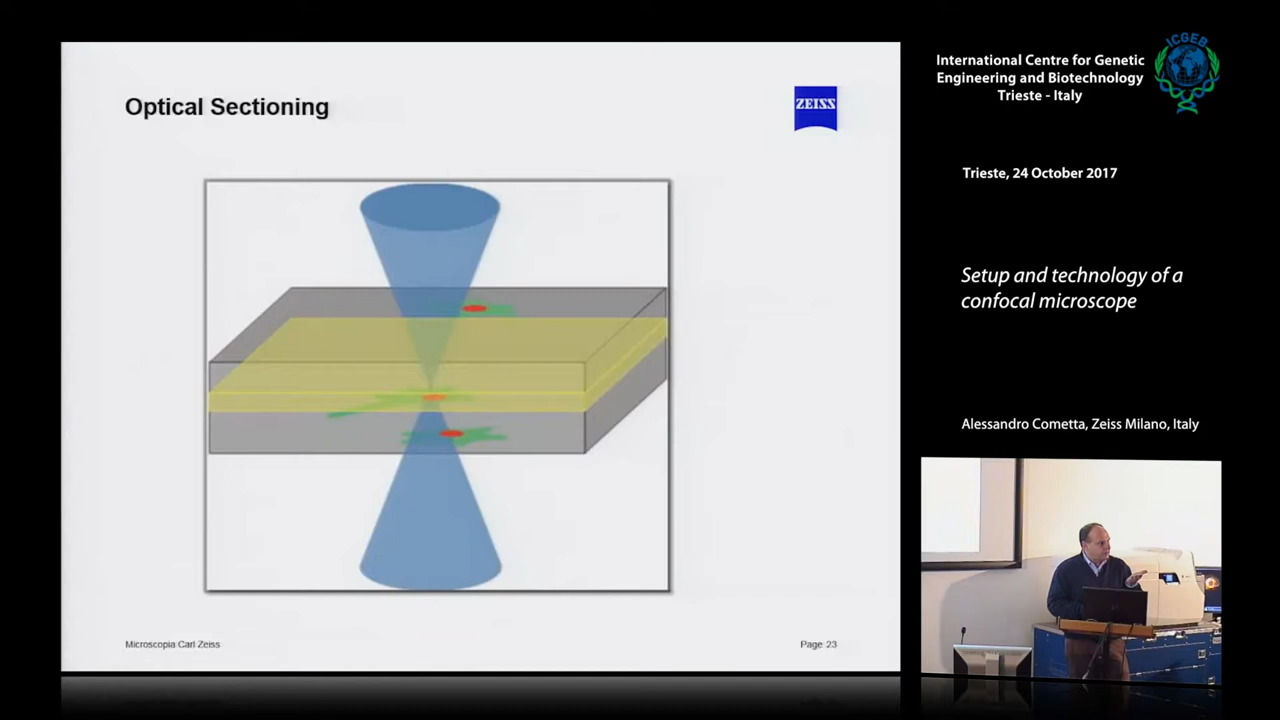 Optical Sectioning
ZEISS
Microscopia Carl Zeiss
Page 23
International Centre for Genetic
Engineering and Biotechnology
Trieste - Italy
ICGEB
Trieste, 24 October 2017
Setup and technology of a
confocal microscope
Alessandro Cometta, Zeiss Milano, Italy